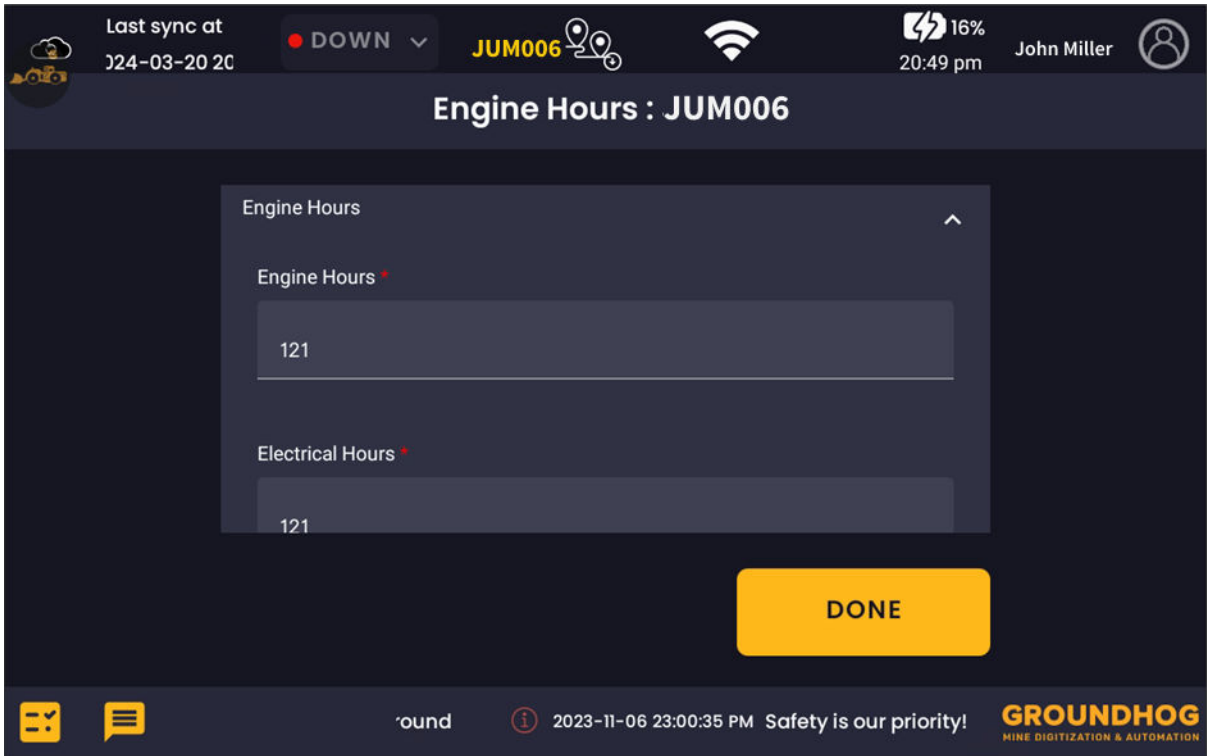 Last sync at
024-03-20 20
DOWN
JUM006
16%
20:49 pm
John Miller
Engine Hours : JUM006
Engine Hours
Engine Hours *
121
Electrical Hours *
121
DONE
round
2023-11-06 23:00:35 PM Safety is our priority!
GROUNDHOG
MINE DIGITIZATION & AUTOMATION